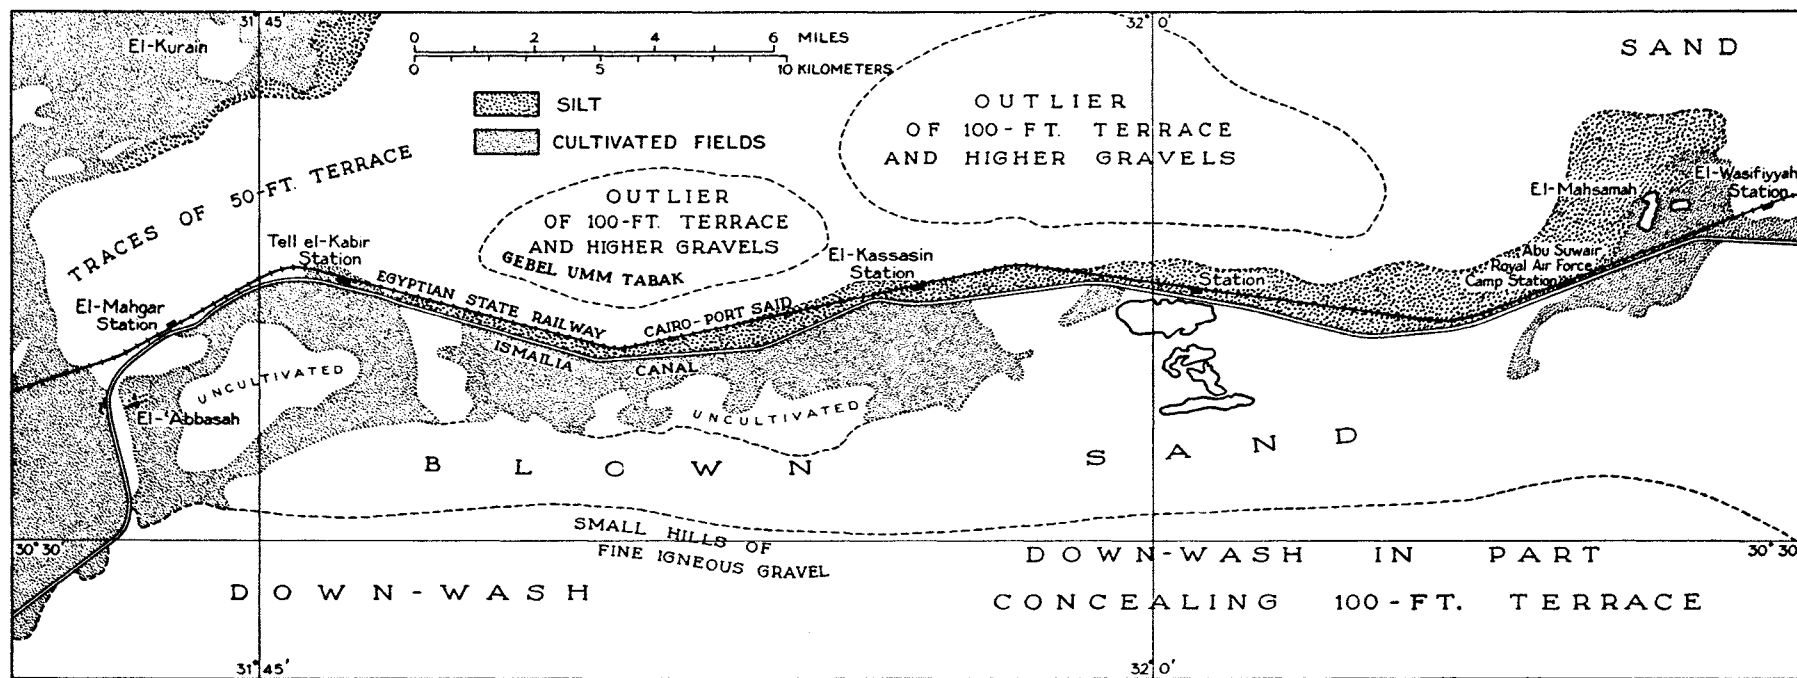 31°45'
32°0'
El-Kurain
0 2 4 6 MILES
0 5 10 KILOMETERS
SAND
SILT
CULTIVATED FIELDS
OUTLIER
OF 100-FT. TERRACE
AND HIGHER GRAVELS
TRACES OF 50-FT. TERRACE
OUTLIER
OF 100-FT. TERRACE
AND HIGHER GRAVELS
GEBEL UMM TABAK
El-Wasifiyyah
Station
El-Mahsamah
Tell el-Kabir
Station
El-Kassasin
Station
Abu Suwair
Royal Air Force
Camp Station
Station
El-Mahgar
Station
EGYPTIAN STATE RAILWAY
CAIRO-PORT SAID
ISMAILIA CANAL
UNCULTIVATED
El-'Abbasah
UNCULTIVATED
BLOWN SAND
SMALL HILLS OF
FINE IGNEOUS GRAVEL
30°30'
30°30'
DOWN-WASH
DOWN-WASH IN PART
CONCEALING 100-FT. TERRACE
31°45'
32°0'